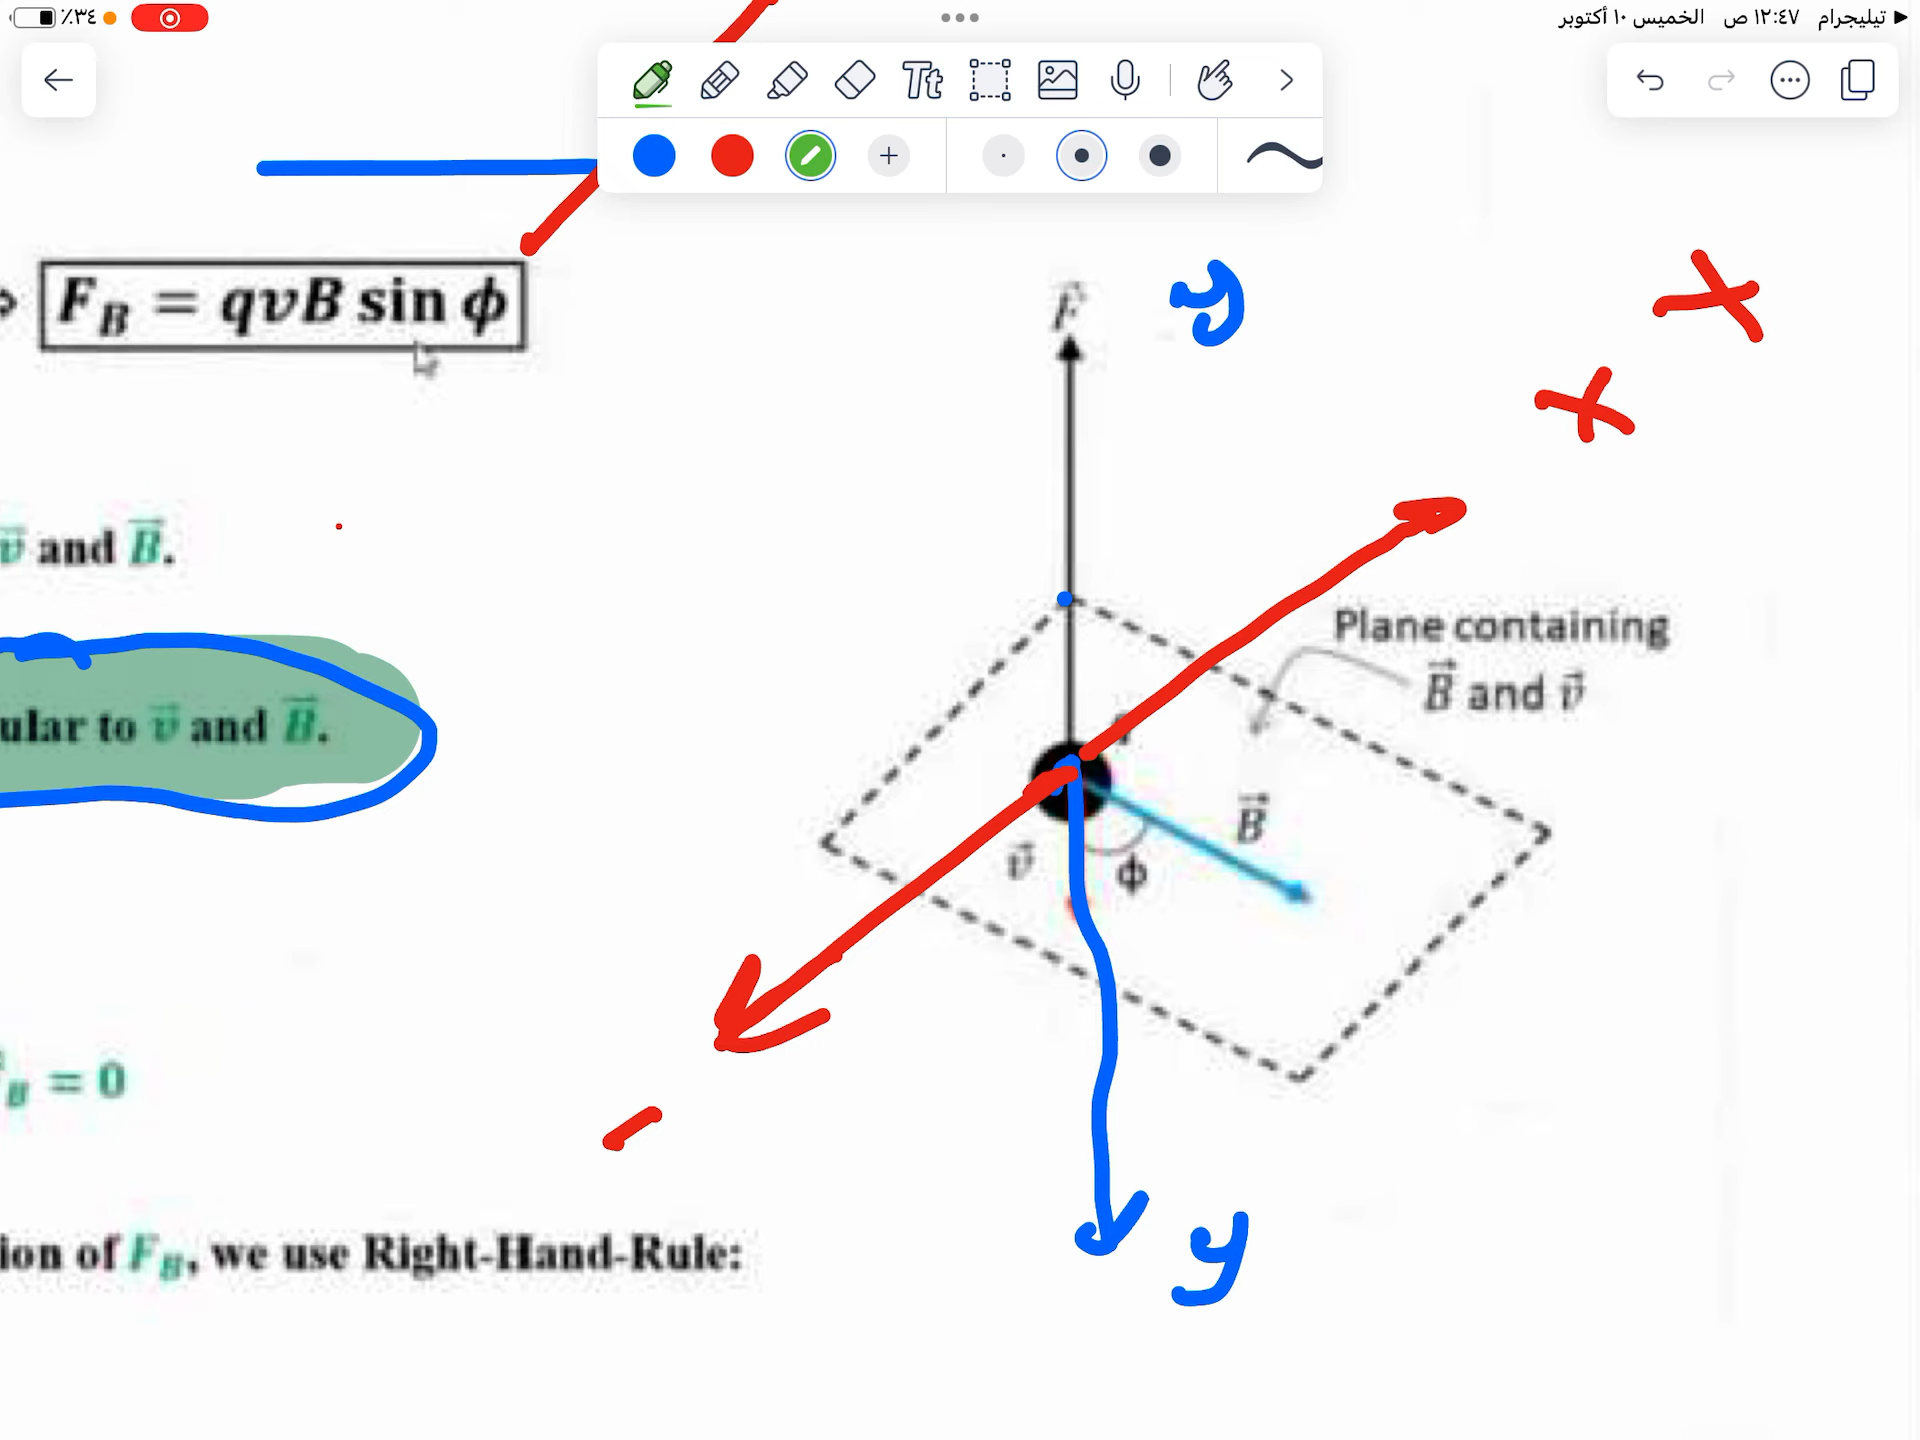 ٪٣٤
تيليجرام ١٢:٤٧ ص الخميس ١٠ أكتوبر
Tt
F_B = qvB sin ϕ
F⃗
y
X
x
v⃗ and B⃗.
Plane containing
B⃗ and v⃗
ular to v⃗ and B⃗.
B⃗
v⃗
ϕ
B = 0
y
ion of F_B, we use Right-Hand-Rule: